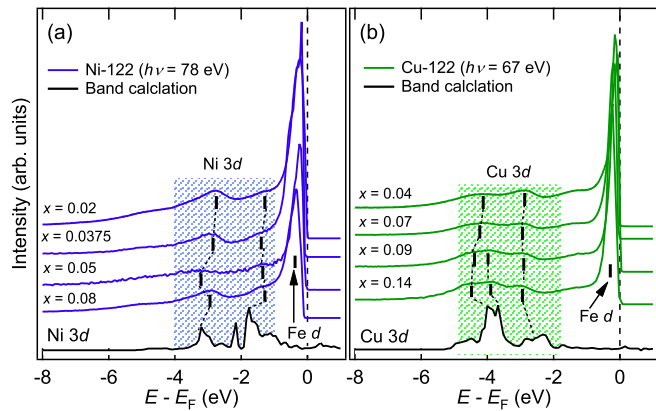 (a)
Ni-122 (hν = 78 eV)
Band calclation
Ni 3d
x = 0.02
x = 0.0375
x = 0.05
x = 0.08
Fe d
Ni 3d
-8 -6 -4 -2 0
E - EF (eV)
Intensity (arb. units)
(b)
Cu-122 (hν = 67 eV)
Band calclation
Cu 3d
x = 0.04
x = 0.07
x = 0.09
x = 0.14
Fe d
Cu 3d
-8 -6 -4 -2 0
E - EF (eV)